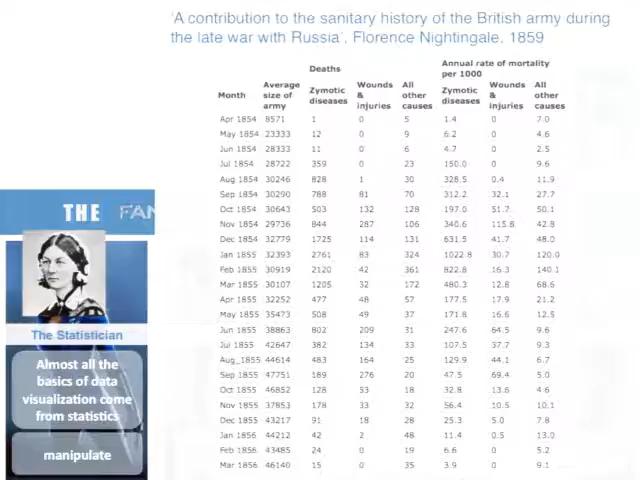 'A contribution to the sanitary history of the British army during
the late war with Russia', Florence Nightingale, 1859
Deaths Annual rate of mortality per 1000
Month Average size of army Zymotic diseases Wounds & injuries All other causes Zymotic diseases Wounds & injuries All other causes
Apr 1854 8571 1 0 5 1.4 0 7.0
May 1854 23333 12 0 9 6.2 0 4.6
Jun 1854 28333 11 0 6 4.7 0 2.5
Jul 1854 28722 359 0 23 150.0 0 9.6
Aug 1854 30246 828 1 30 328.5 0.4 11.9
Sep 1854 30290 788 81 70 312.2 32.1 27.7
Oct 1854 30643 503 132 128 197.0 51.7 50.1
Nov 1854 29736 844 287 106 340.6 115.8 42.8
Dec 1854 32779 1725 114 131 631.5 41.7 48.0
Jan 1855 32393 2761 83 324 1022.8 30.7 120.0
Feb 1855 30919 2120 42 361 822.8 16.3 140.1
Mar 1855 30107 1205 32 172 480.3 12.8 68.6
Apr 1855 32252 477 48 57 177.5 17.9 21.2
May 1855 35473 508 49 37 171.8 16.6 12.5
Jun 1855 38863 802 209 31 247.6 64.5 9.6
Jul 1855 42647 382 134 33 107.5 37.7 9.3
Aug_1855 44614 483 164 25 129.9 44.1 6.7
Sep 1855 47751 189 276 20 47.5 69.4 5.0
Oct 1855 46852 128 53 18 32.8 13.6 4.6
Nov 1855 37853 178 33 32 56.4 10.5 10.1
Dec 1855 43217 91 18 28 25.3 5.0 7.8
Jan 1856 44212 42 2 48 11.4 0.5 13.0
Feb 1856 43485 24 0 19 6.6 0 5.2
Mar 1856 46140 15 0 35 3.9 0 9.1
THE FAN
The Statistician
Almost all the
basics of data
visualization come
from statistics
manipulate